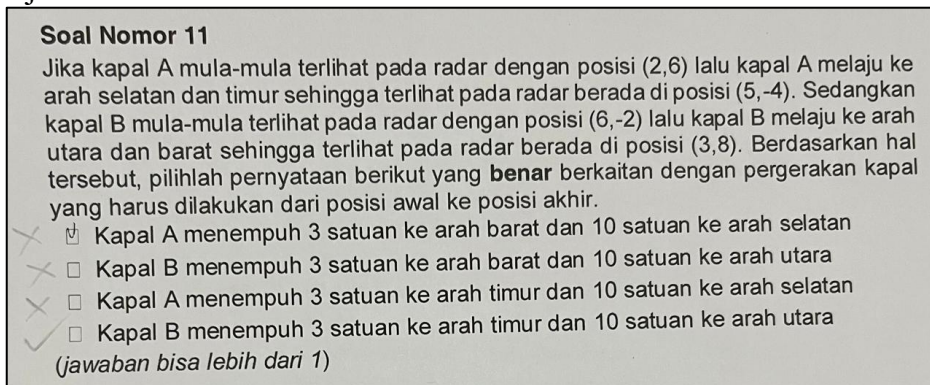 Soal Nomor 11
Jika kapal A mula-mula terlihat pada radar dengan posisi (2,6) lalu kapal A melaju ke
arah selatan dan timur sehingga terlihat pada radar berada di posisi (5,-4). Sedangkan
kapal B mula-mula terlihat pada radar dengan posisi (6,-2) lalu kapal B melaju ke arah
utara dan barat sehingga terlihat pada radar berada di posisi (3,8). Berdasarkan hal
tersebut, pilihlah pernyataan berikut yang benar berkaitan dengan pergerakan kapal
yang harus dilakukan dari posisi awal ke posisi akhir.
Kapal A menempuh 3 satuan ke arah barat dan 10 satuan ke arah selatan
Kapal B menempuh 3 satuan ke arah barat dan 10 satuan ke arah utara
Kapal A menempuh 3 satuan ke arah timur dan 10 satuan ke arah selatan
Kapal B menempuh 3 satuan ke arah timur dan 10 satuan ke arah utara
(jawaban bisa lebih dari 1)